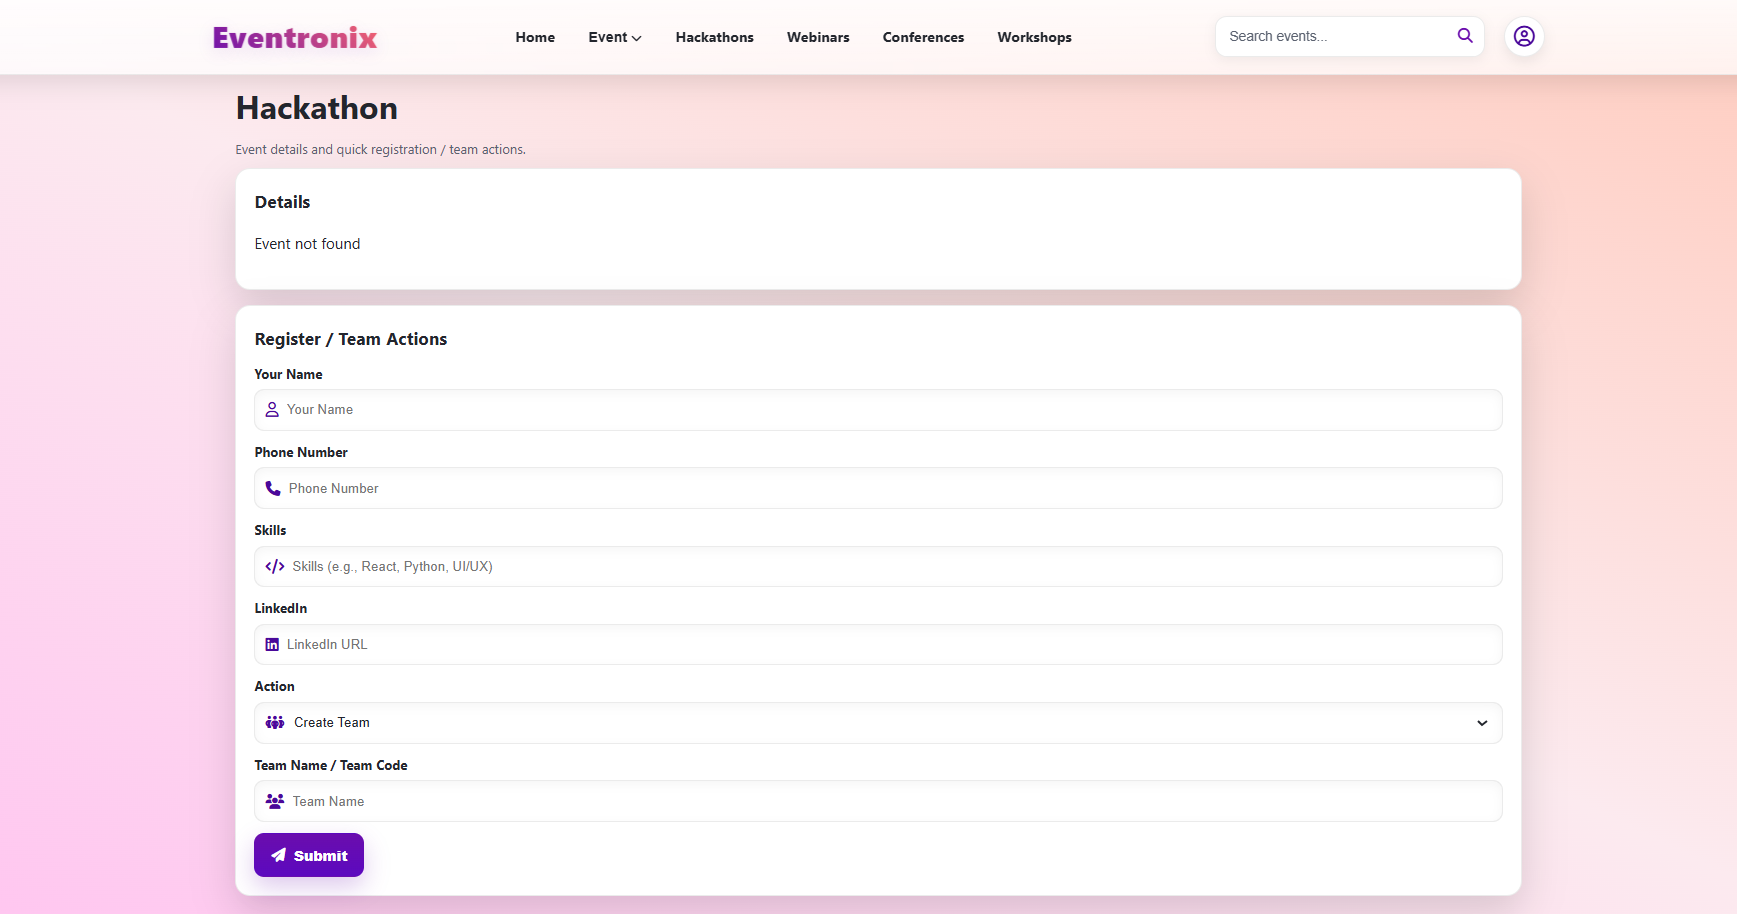 Eventronix
Home Event Hackathons Webinars Conferences Workshops
Search events...
Hackathon
Event details and quick registration / team actions.
Details
Event not found
Register / Team Actions
Your Name
Your Name
Phone Number
Phone Number
Skills
Skills (e.g., React, Python, UI/UX)
LinkedIn
LinkedIn URL
Action
Create Team
Team Name / Team Code
Team Name
Submit